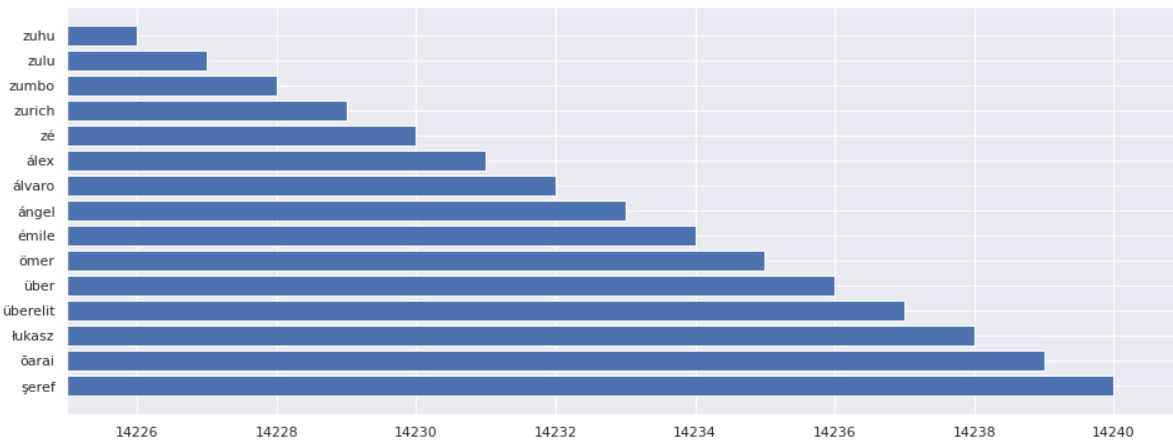 zuhu
zulu
zumbo
zurich
zé
álex
álvaro
ángel
émile
ömer
über
überelit
łukasz
ōarai
şeref
14226 14228 14230 14232 14234 14236 14238 14240